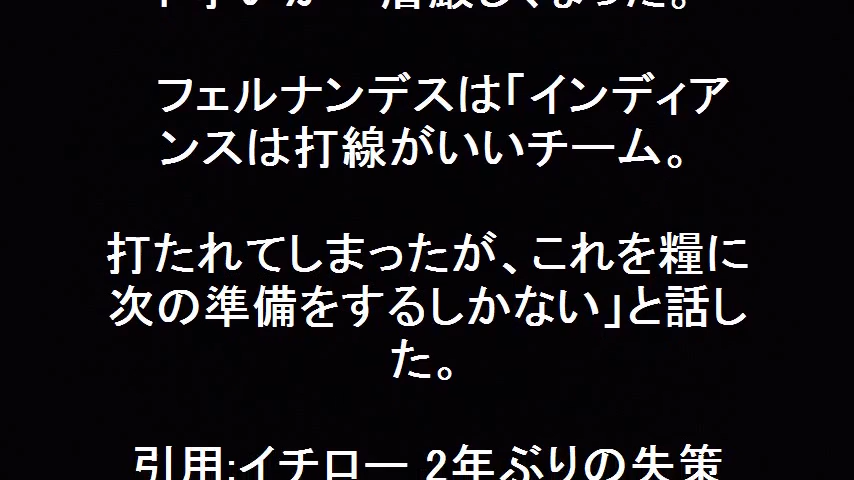 フェルナンデスは「インディア
ンスは打線がいいチーム。
打たれてしまったが、これを糧に
次の準備をするしかない」と話し
た。
引用:イチロー 2年ぶりの失策